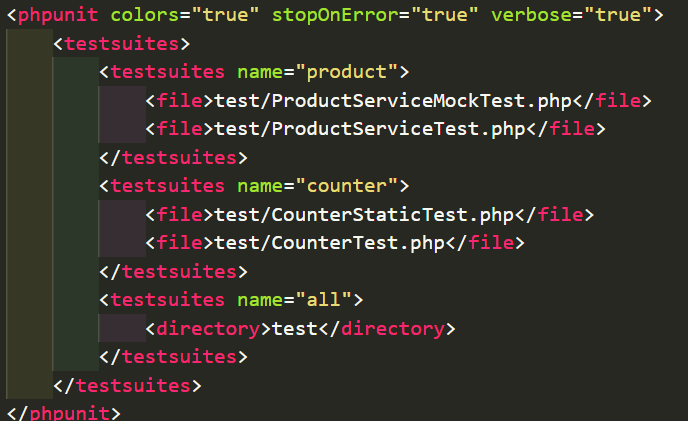 <phpunit colors="true" stopOnError="true" verbose="true">
    <testsuites>
        <testsuites name="product">
            <file>test/ProductServiceMockTest.php</file>
            <file>test/ProductServiceTest.php</file>
        </testsuites>
        <testsuites name="counter">
            <file>test/CounterStaticTest.php</file>
            <file>test/CounterTest.php</file>
        </testsuites>
        <testsuites name="all">
            <directory>test</directory>
        </testsuites>
    </testsuites>
</phpunit>